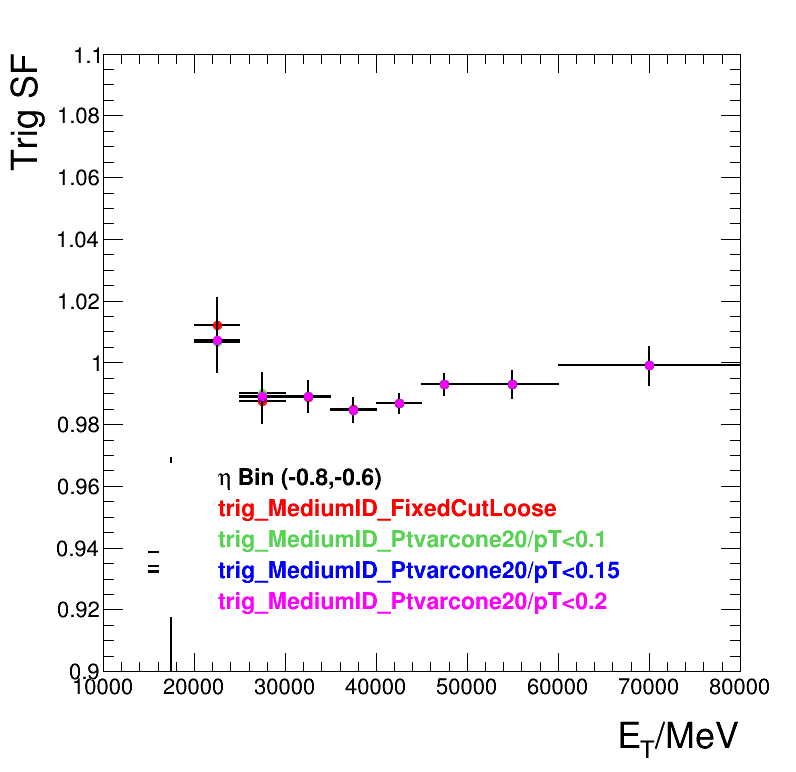 Trig SF
1.1
1.08
1.06
1.04
1.02
1
0.98
0.96
0.94
0.92
0.9
η Bin (-0.8,-0.6)
trig_MediumID_FixedCutLoose
trig_MediumID_Ptvarcone20/pT<0.1
trig_MediumID_Ptvarcone20/pT<0.15
trig_MediumID_Ptvarcone20/pT<0.2
10000 20000 30000 40000 50000 60000 70000 80000
E_T/MeV